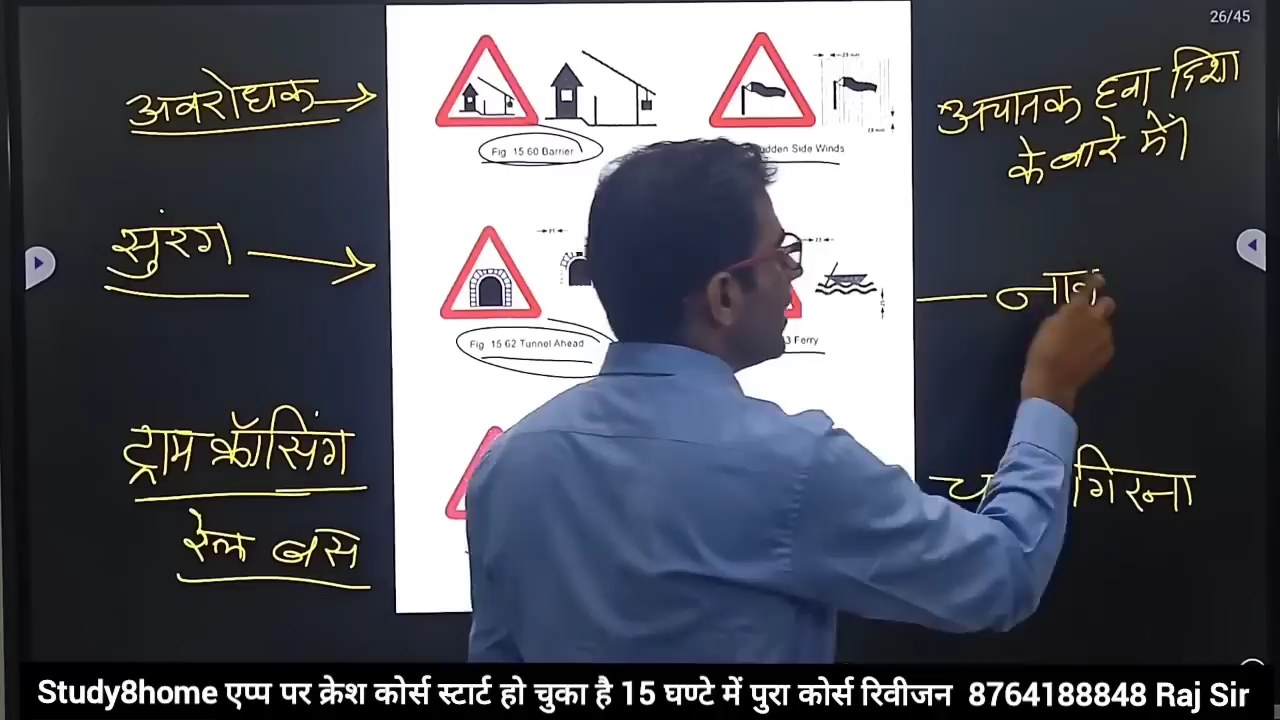 26/45
अवरोधक
Fig 15 60 Barrier
dden Side Winds
अचानक हवा दिशा
के बारे में।
सुरंग
Fig 15 62 Tunnel Ahead
3 Ferry
नाव
ट्राम क्रॉसिंग
रेल बस
गिरना
Study8home एप्प पर क्रेश कोर्स स्टार्ट हो चुका है 15 घण्टे में पुरा कोर्स रिवीजन 8764188848 Raj Sir